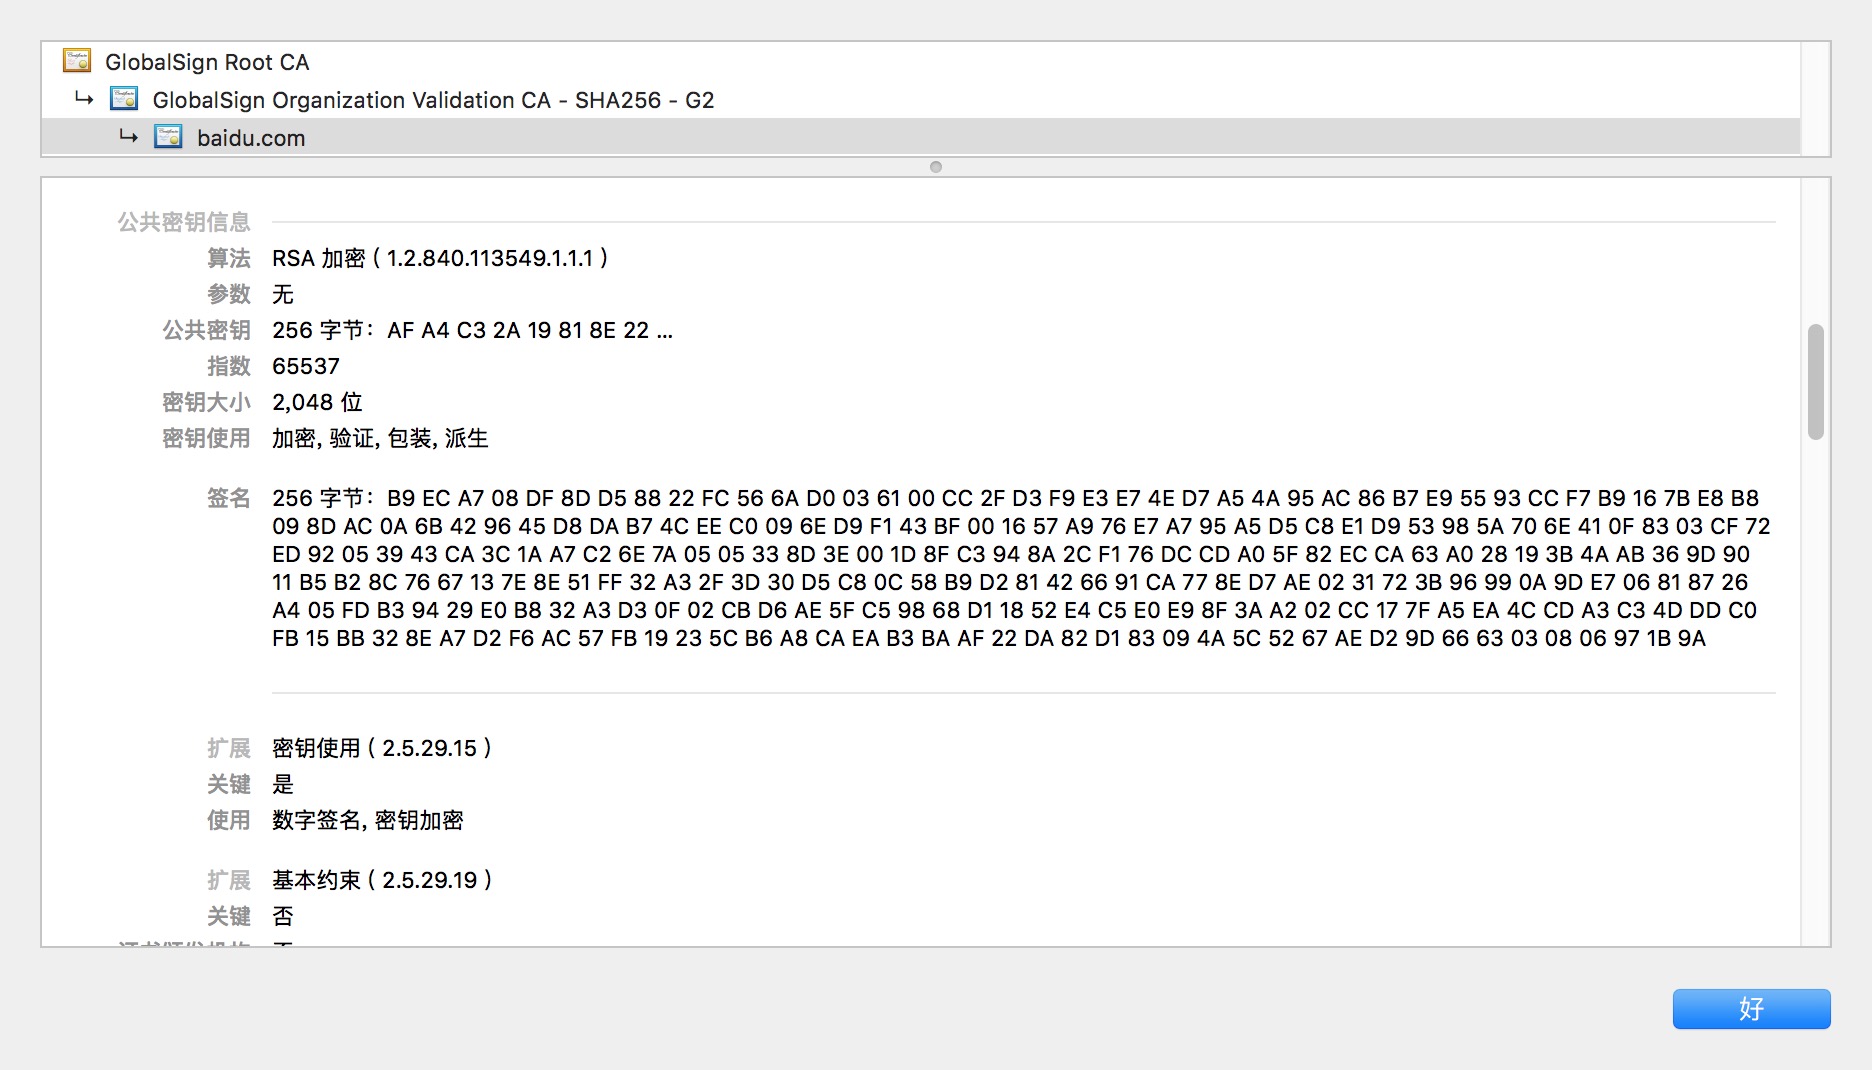 GlobalSign Root CA
GlobalSign Organization Validation CA - SHA256 - G2
baidu.com
公共密钥信息
算法 RSA 加密 ( 1.2.840.113549.1.1.1 )
参数 无
公共密钥 256 字节：AF A4 C3 2A 19 81 8E 22 ...
指数 65537
密钥大小 2,048 位
密钥使用 加密, 验证, 包装, 派生
签名 256 字节：B9 EC A7 08 DF 8D D5 88 22 FC 56 6A D0 03 61 00 CC 2F D3 F9 E3 E7 4E D7 A5 4A 95 AC 86 B7 E9 55 93 CC F7 B9 16 7B E8 B8
09 8D AC 0A 6B 42 96 45 D8 DA B7 4C EE C0 09 6E D9 F1 43 BF 00 16 57 A9 76 E7 A7 95 A5 D5 C8 E1 D9 53 98 5A 70 6E 41 0F 83 03 CF 72
ED 92 05 39 43 CA 3C 1A A7 C2 6E 7A 05 05 33 8D 3E 00 1D 8F C3 94 8A 2C F1 76 DC CD A0 5F 82 EC CA 63 A0 28 19 3B 4A AB 36 9D 90
11 B5 B2 8C 76 67 13 7E 8E 51 FF 32 A3 2F 3D 30 D5 C8 0C 58 B9 D2 81 42 66 91 CA 77 8E D7 AE 02 31 72 3B 96 99 0A 9D E7 06 81 87 26
A4 05 FD B3 94 29 E0 B8 32 A3 D3 0F 02 CB D6 AE 5F C5 98 68 D1 18 52 E4 C5 E0 E9 8F 3A A2 02 CC 17 7F A5 EA 4C CD A3 C3 4D DD C0
FB 15 BB 32 8E A7 D2 F6 AC 57 FB 19 23 5C B6 A8 CA EA B3 BA AF 22 DA 82 D1 83 09 4A 5C 52 67 AE D2 9D 66 63 03 08 06 97 1B 9A
扩展 密钥使用 ( 2.5.29.15 )
关键 是
使用 数字签名, 密钥加密
扩展 基本约束 ( 2.5.29.19 )
关键 否
好